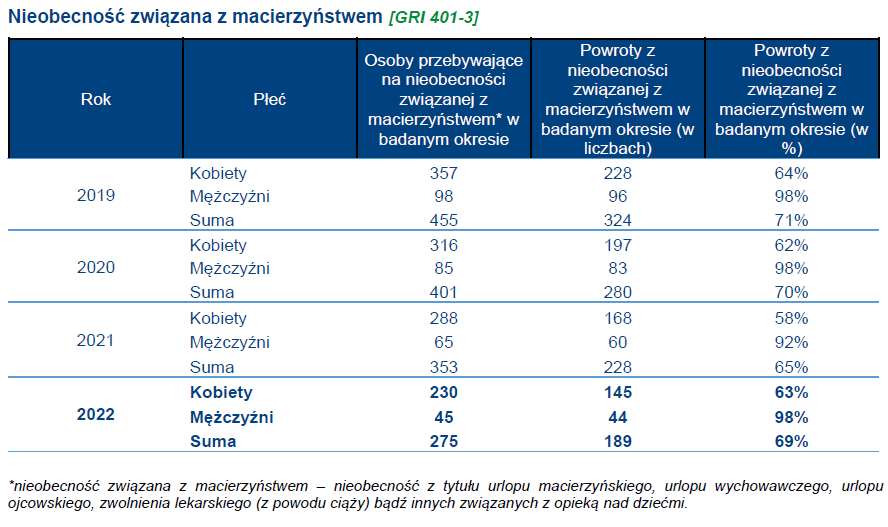 Nieobecność związana z macierzyństwem [GRI 401-3]
Rok
Płeć
Osoby przebywające
na nieobecności
związanej z
macierzyństwem* w
badanym okresie
Powroty z
nieobecności
związanej z
macierzyństwem w
badanym okresie (w
liczbach)
Powroty z
nieobecności
związanej z
macierzyństwem w
badanym okresie (w
%)
2019
Kobiety 357 228 64%
Mężczyźni 98 96 98%
Suma 455 324 71%
2020
Kobiety 316 197 62%
Mężczyźni 85 83 98%
Suma 401 280 70%
2021
Kobiety 288 168 58%
Mężczyźni 65 60 92%
Suma 353 228 65%
2022
Kobiety 230 145 63%
Mężczyźni 45 44 98%
Suma 275 189 69%
*nieobecność związana z macierzyństwem – nieobecność z tytułu urlopu macierzyńskiego, urlopu wychowawczego, urlopu
ojcowskiego, zwolnienia lekarskiego (z powodu ciąży) bądź innych związanych z opieką nad dziećmi.